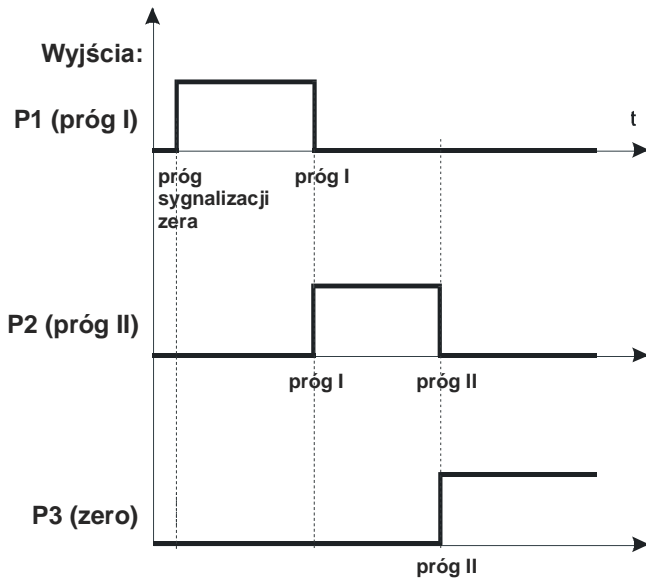 Wyjścia:
P1 (próg I)
t
próg
sygnalizacji
zera
próg I
P2 (próg II)
próg I
próg II
P3 (zero)
próg II